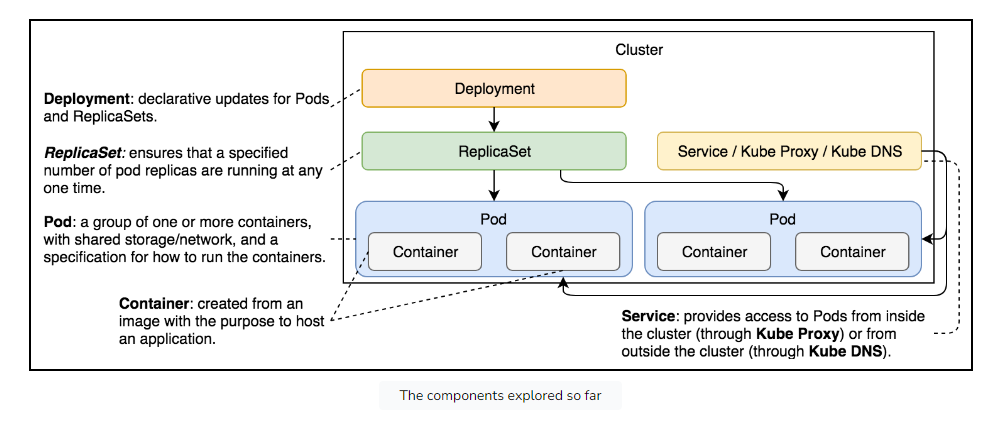 Cluster
Deployment
Deployment: declarative updates for Pods
and ReplicaSets.
ReplicaSet
Service / Kube Proxy / Kube DNS
ReplicaSet: ensures that a specified
number of pod replicas are running at any
one time.
Pod
Pod
Pod: a group of one or more containers,
with shared storage/network, and a
specification for how to run the containers.
Container
Container
Container
Container
Container: created from an
image with the purpose to host
an application.
Service: provides access to Pods from inside
the cluster (through Kube Proxy) or from
outside the cluster (through Kube DNS).
The components explored so far